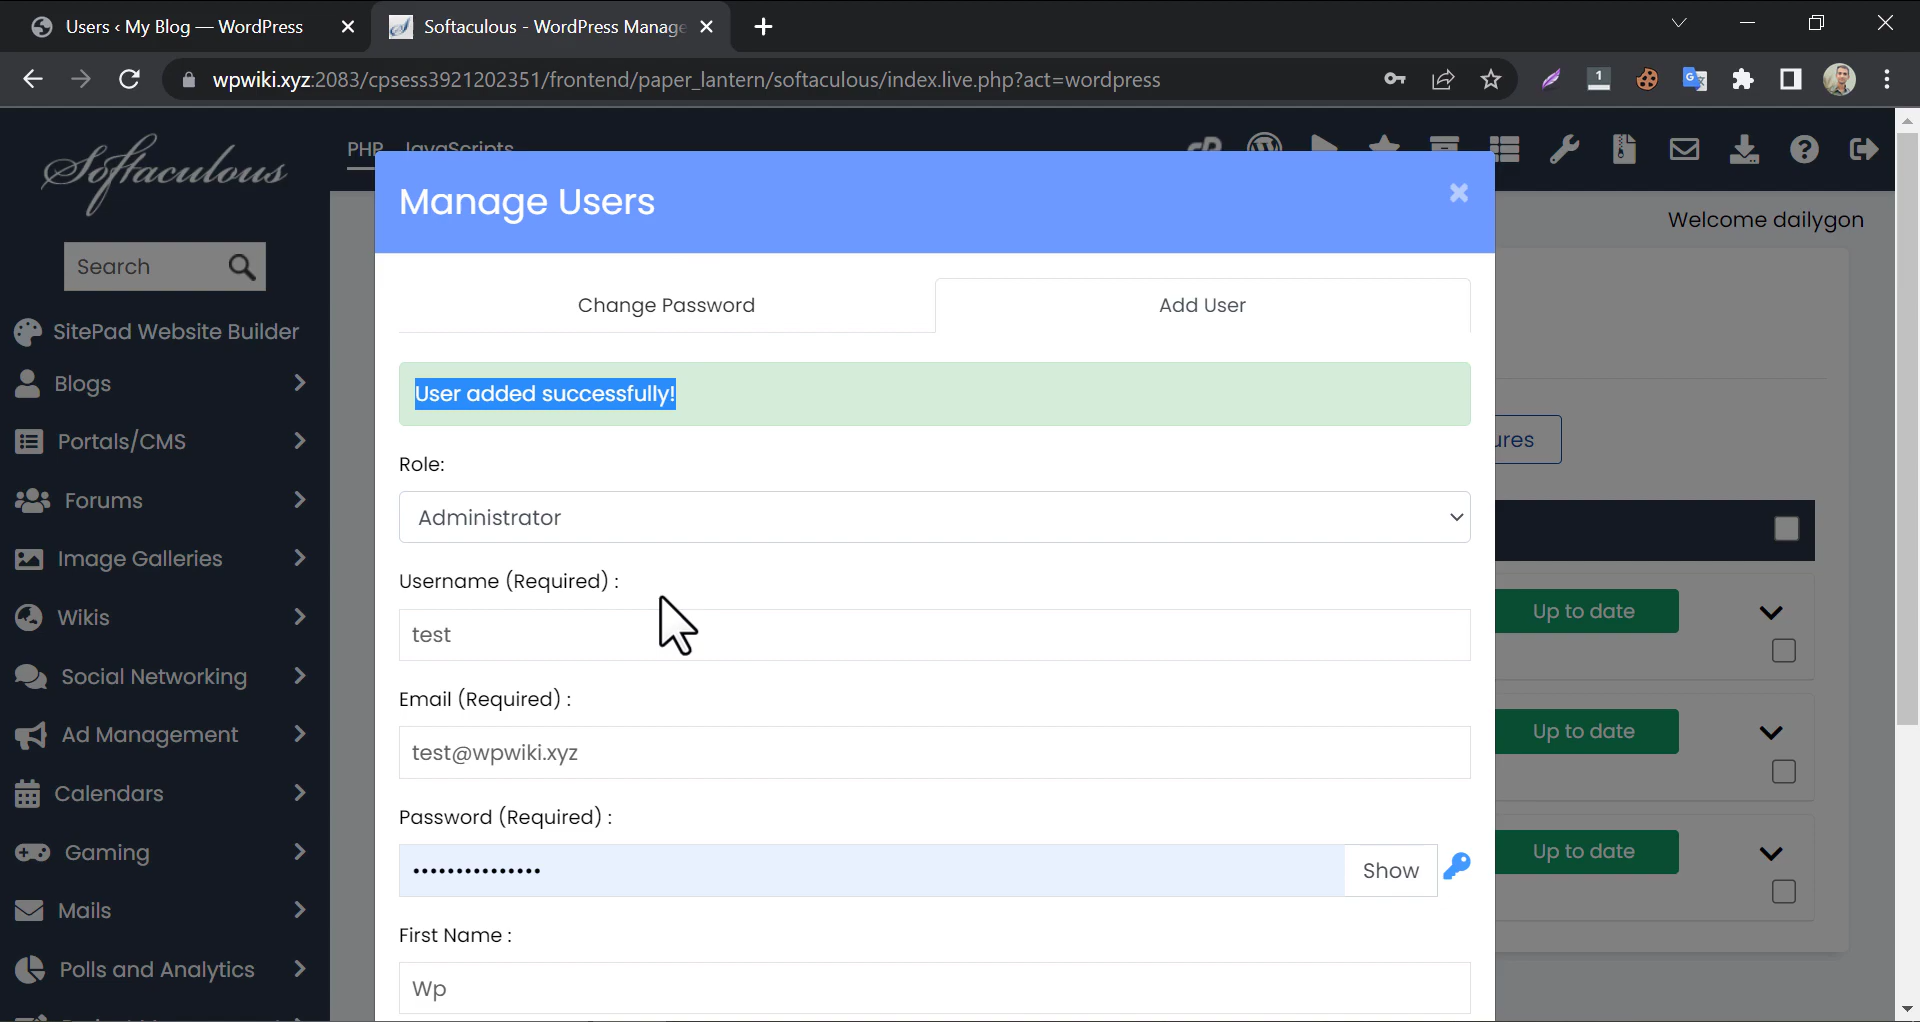 Users ‹ My Blog — WordPress
Softaculous - WordPress Manage
wpwiki.xyz:2083/cpsess3921202351/frontend/paper_lantern/softaculous/index.live.php?act=wordpress
1
Softaculous
PHP JavaScripts
Welcome dailygon
Search
SitePad Website Builder
Blogs
Portals/CMS
Forums
Image Galleries
Wikis
Social Networking
Ad Management
Calendars
Gaming
Mails
Polls and Analytics
Manage Users
Change Password
Add User
User added successfully!
Role:
Administrator
Username (Required) :
test
Email (Required) :
test@wpwiki.xyz
Password (Required) :
•••••••••••••••
Show
First Name :
Wp
ures
Up to date
Up to date
Up to date